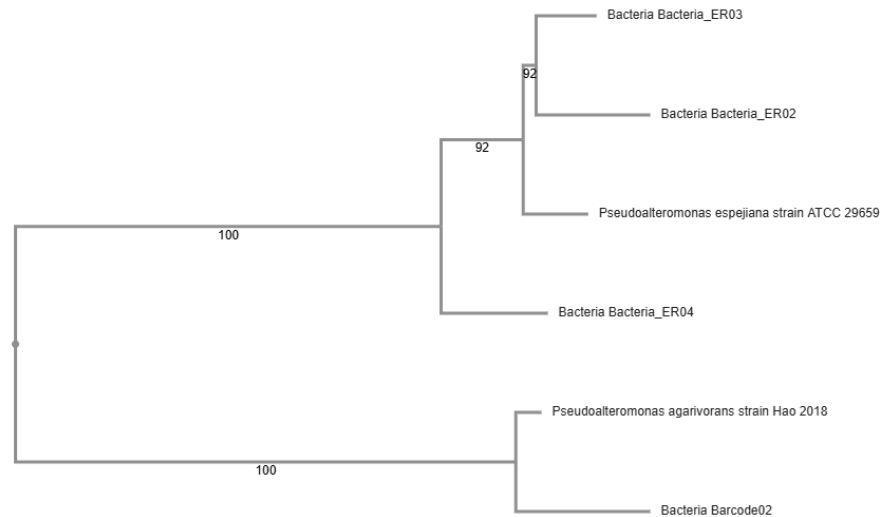 Bacteria Bacteria_ER03
92
Bacteria Bacteria_ER02
92
Pseudoalteromonas espejiana strain ATCC 29659
100
Bacteria Bacteria_ER04
Pseudoalteromonas agarivorans strain Hao 2018
100
Bacteria Barcode02